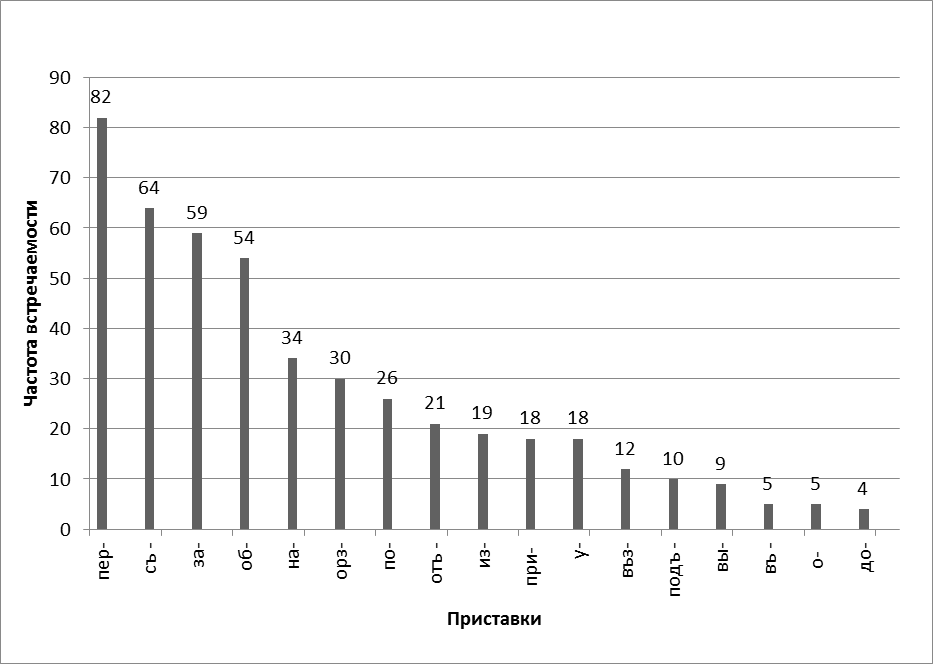 90
80
70
60
50
40
30
20
10
0
Частота встречаемости
82
64
59
54
34
30
26
21
19
18
18
12
10
9
5
5
4
пер-
съ -
за-
об-
на-
орз-
по-
отъ -
из-
при-
у-
въз-
подъ-
вы-
въ -
о-
до-
Приставки